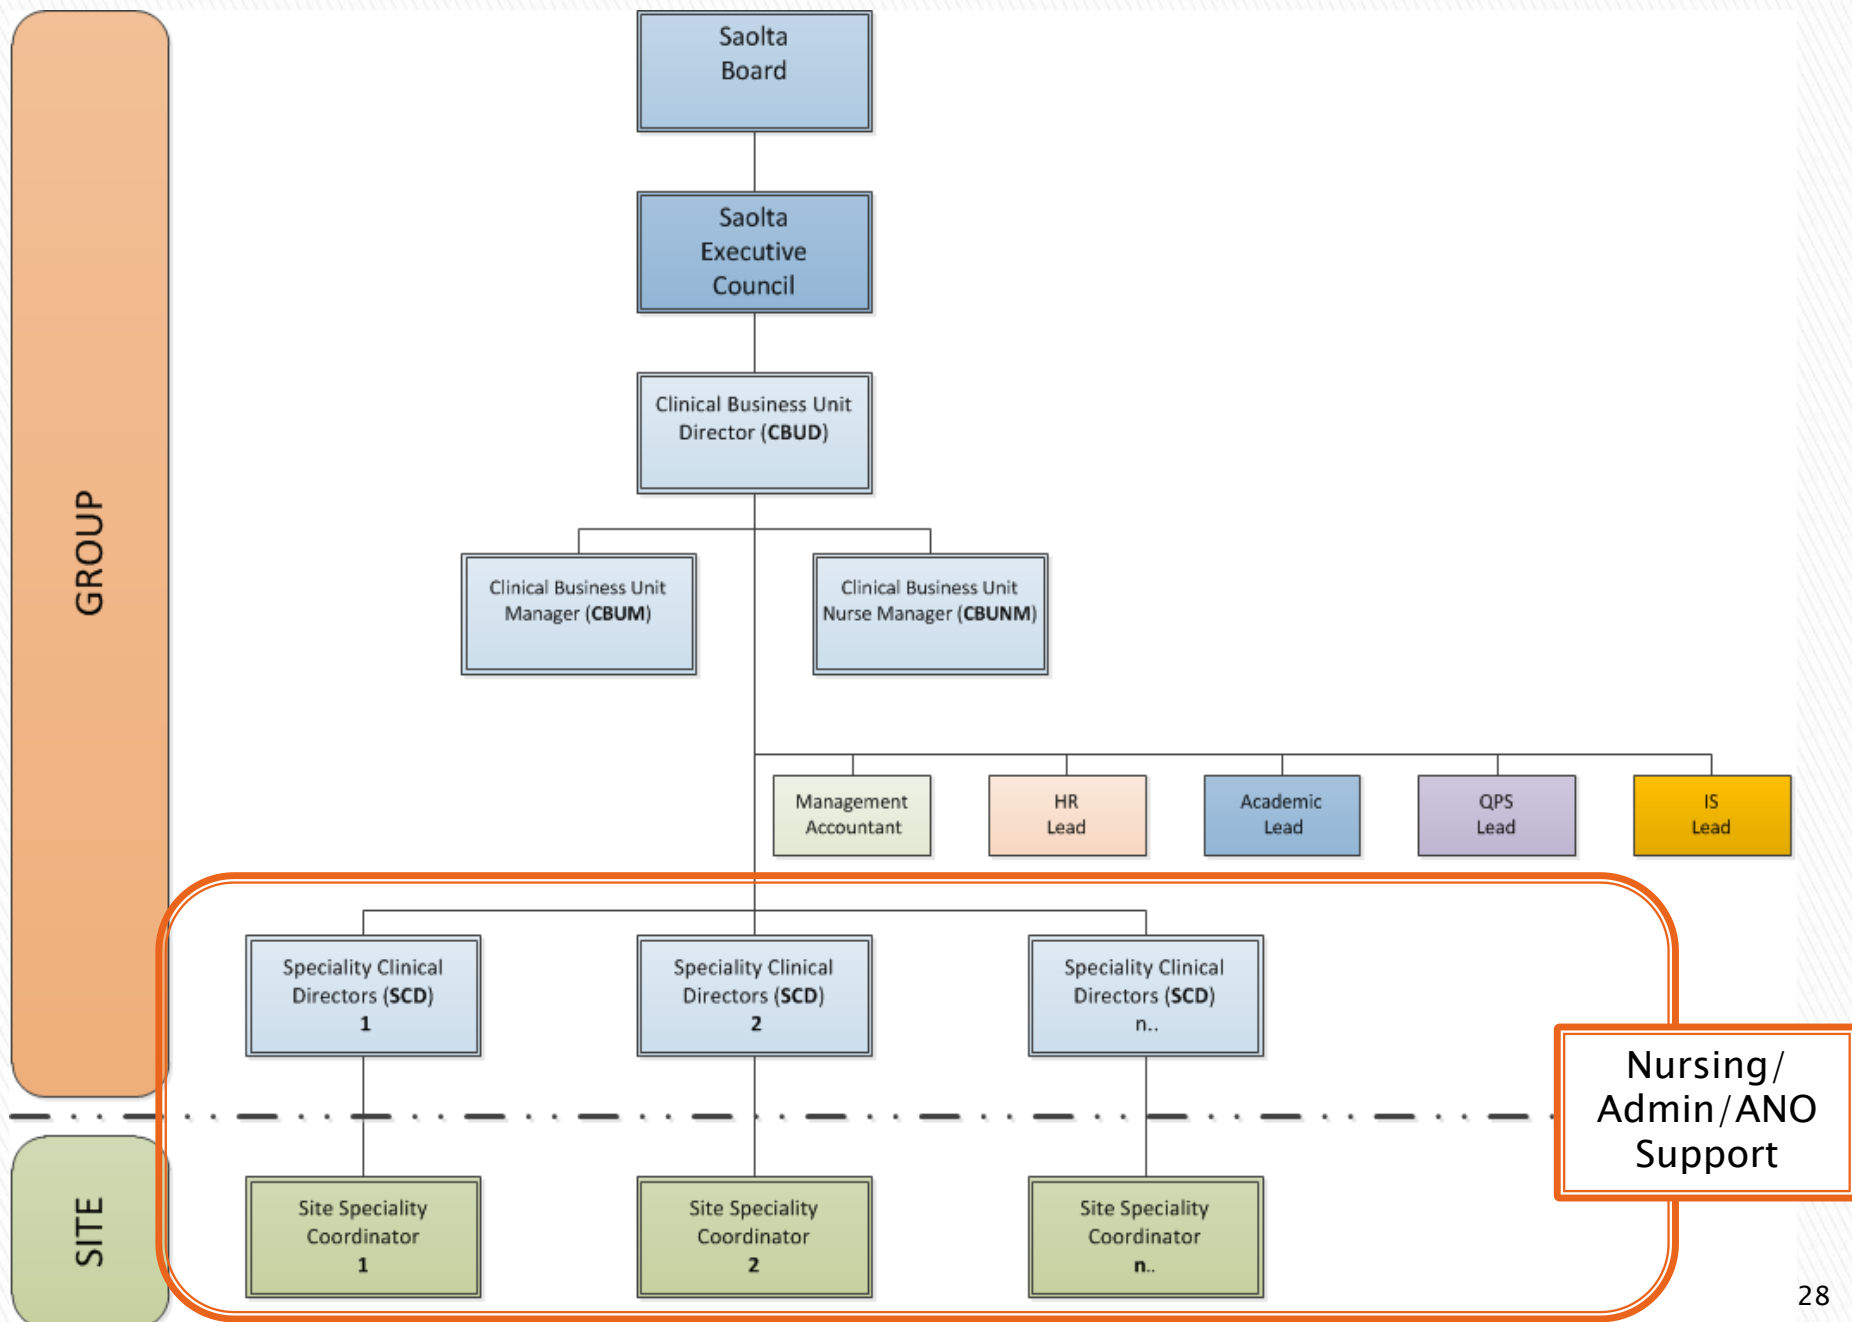 Saolta
Board
Saolta
Executive
Council
Clinical Business Unit
Director (CBUD)
GROUP
Clinical Business Unit
Manager (CBUM)
Clinical Business Unit
Nurse Manager (CBUNM)
Management
Accountant
HR
Lead
Academic
Lead
QPS
Lead
IS
Lead
Speciality Clinical
Directors (SCD)
1
Speciality Clinical
Directors (SCD)
2
Speciality Clinical
Directors (SCD)
n..
Nursing/
Admin/ANO
Support
SITE
Site Speciality
Coordinator
1
Site Speciality
Coordinator
2
Site Speciality
Coordinator
n..
28